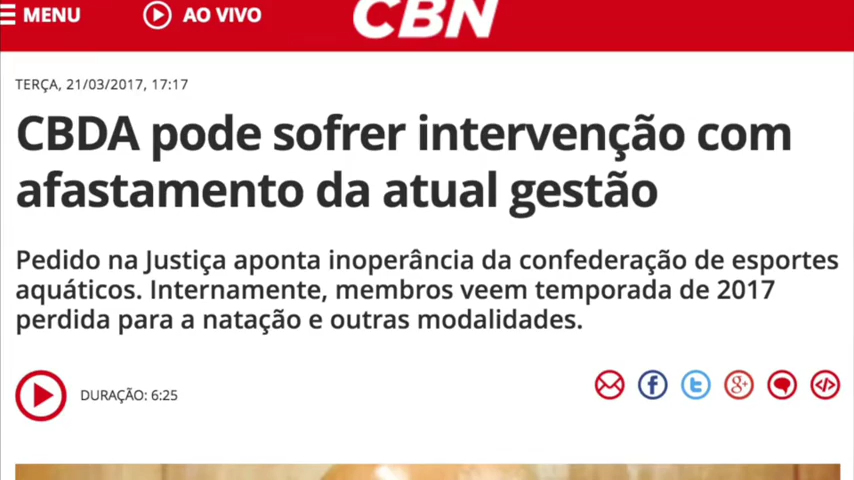 MENU
AO VIVO
CBN
TERÇA, 21/03/2017, 17:17
CBDA pode sofrer intervenção com
afastamento da atual gestão
Pedido na Justiça aponta inoperância da confederação de esportes
aquáticos. Internamente, membros veem temporada de 2017
perdida para a natação e outras modalidades.
DURAÇÃO: 6:25